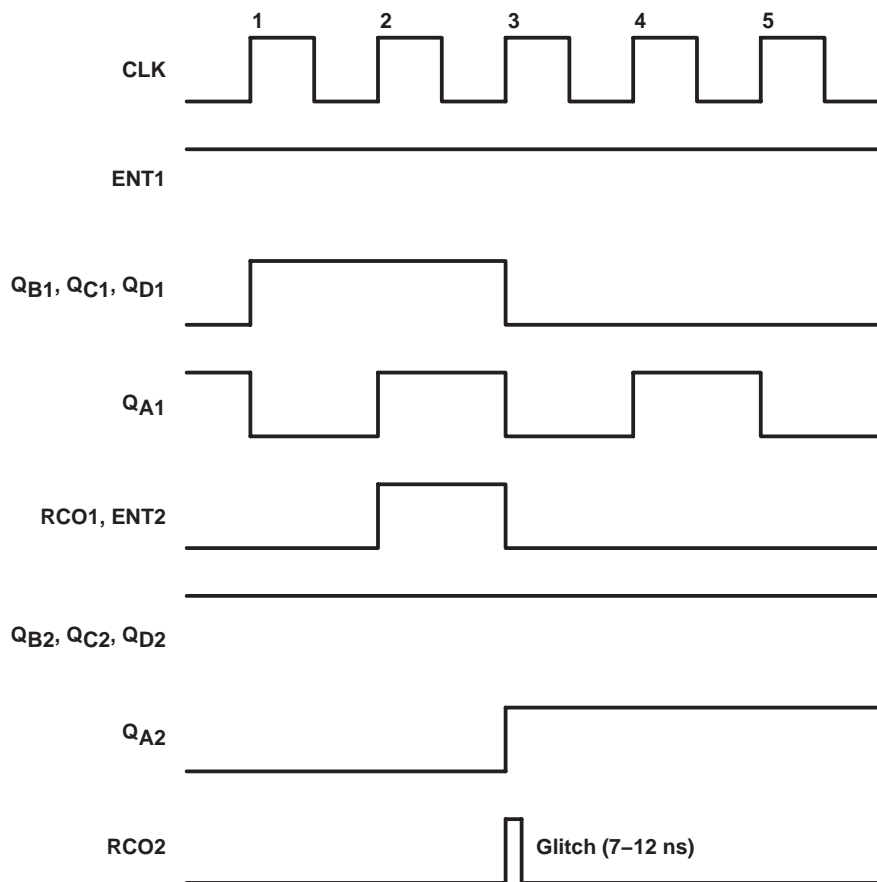 1 2 3 4 5
CLK
ENT1
QB1, QC1, QD1
QA1
RCO1, ENT2
QB2, QC2, QD2
QA2
RCO2
Glitch (7–12 ns)